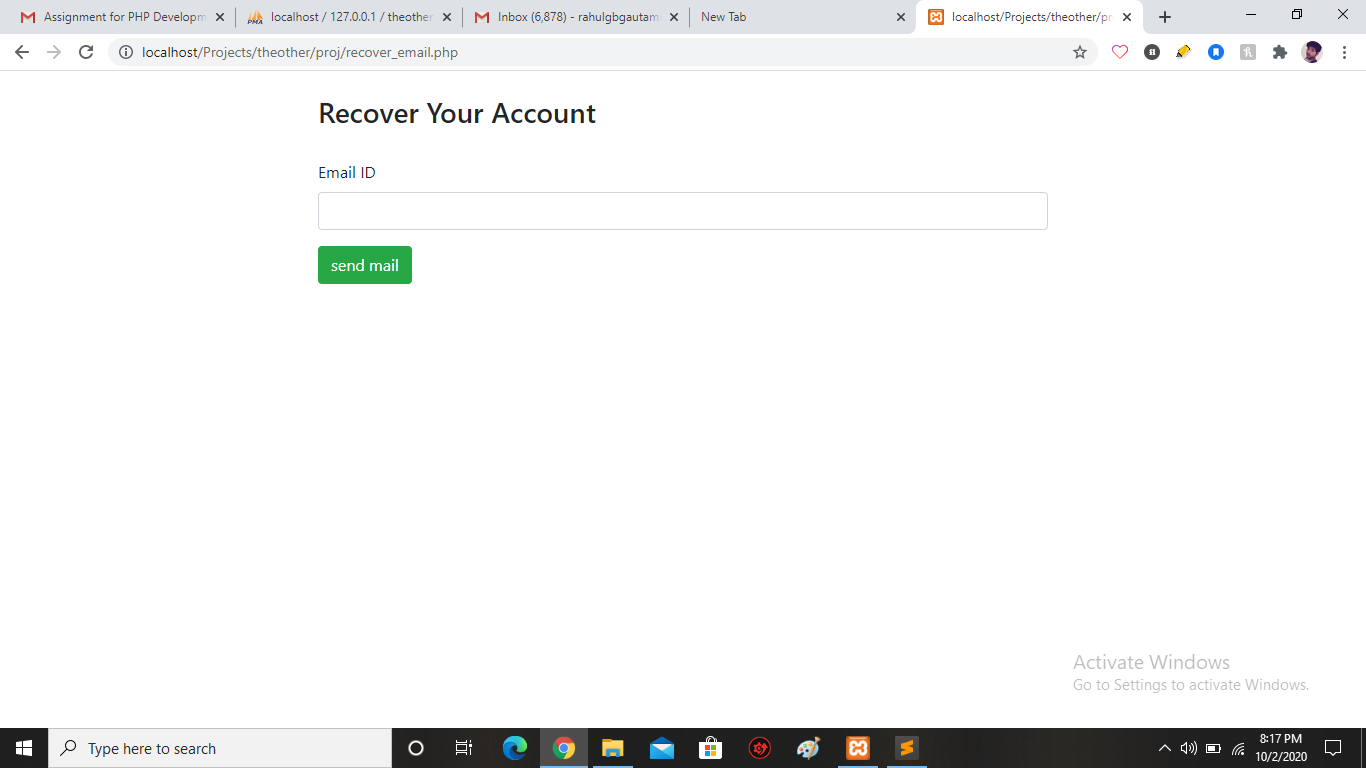 Assignment for PHP Developm
localhost / 127.0.0.1 / theother
Inbox (6,878) - rahulgbgautam
New Tab
localhost/Projects/theother/pr
localhost/Projects/theother/proj/recover_email.php
Recover Your Account
Email ID
send mail
Activate Windows
Go to Settings to activate Windows.
Type here to search
8:17 PM
10/2/2020